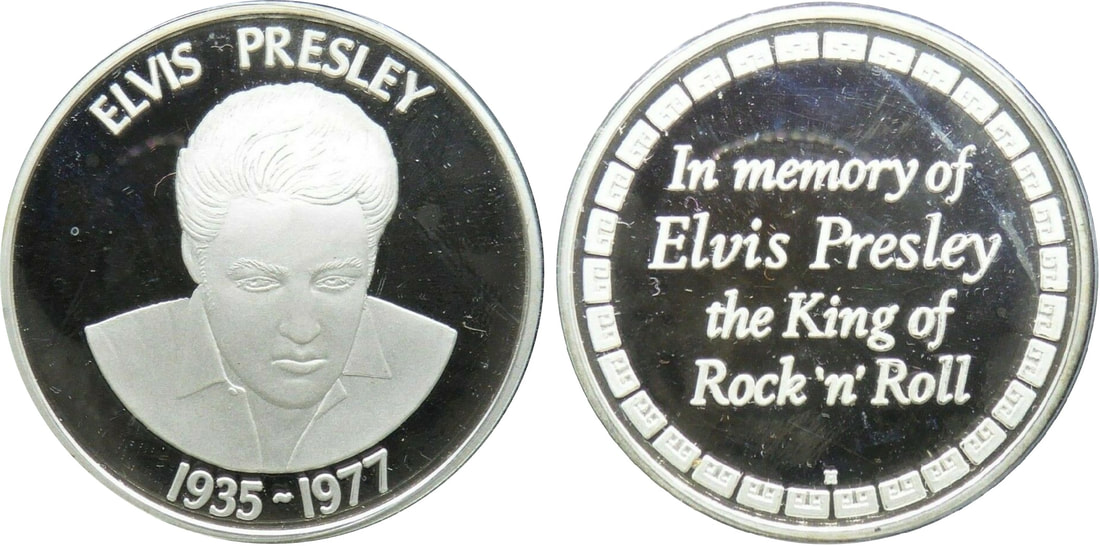 ELVIS PRESLEY
1935~1977
In memory of
Elvis Presley
the King of
Rock 'n' Roll